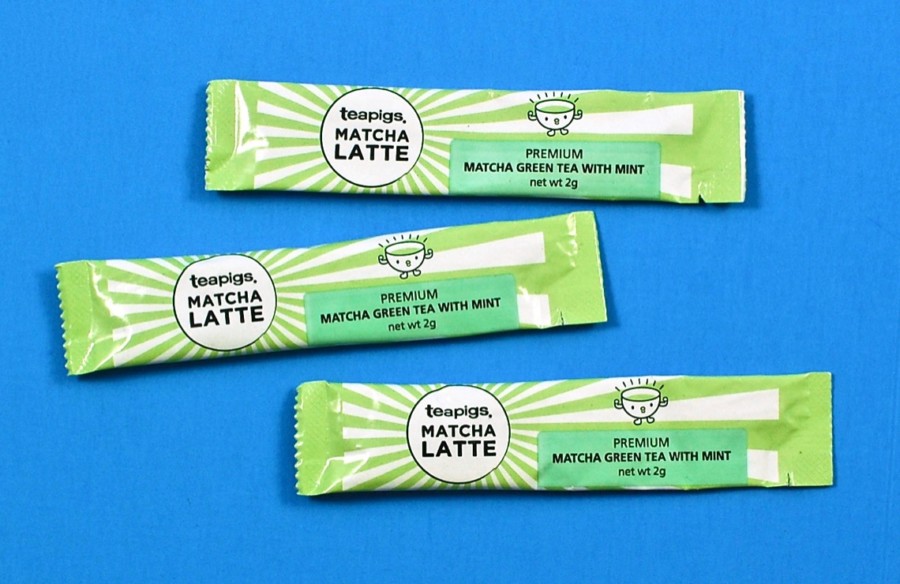 teapigs.
MATCHA
LATTE
PREMIUM
MATCHA GREEN TEA WITH MINT
net wt 2g
teapigs.
MATCHA
LATTE
PREMIUM
MATCHA GREEN TEA WITH MINT
net wt 2g
teapigs.
MATCHA
LATTE
PREMIUM
MATCHA GREEN TEA WITH MINT
net wt 2g